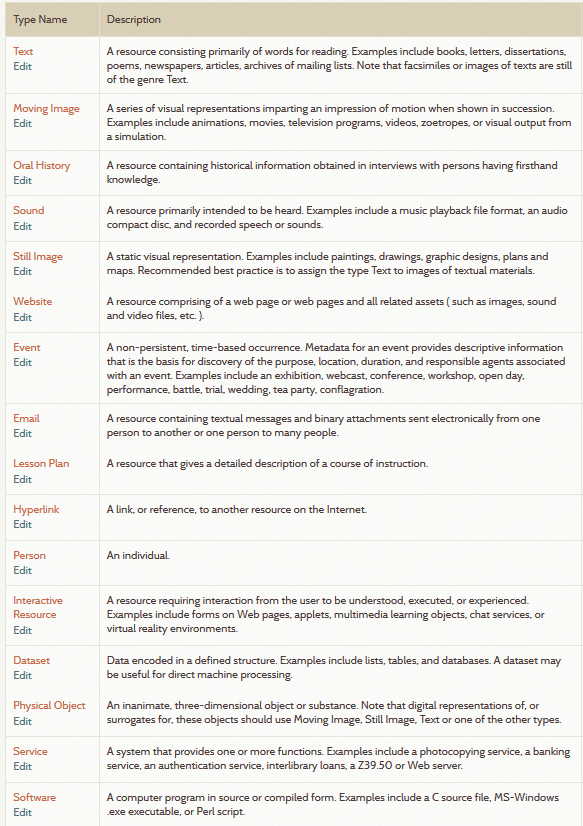 Type Name Description
Text
Edit
A resource consisting primarily of words for reading. Examples include books, letters, dissertations,
poems, newspapers, articles, archives of mailing lists. Note that facsimiles or images of texts are still
of the genre Text.
Moving Image
Edit
A series of visual representations imparting an impression of motion when shown in succession.
Examples include animations, movies, television programs, videos, zoetropes, or visual output from
a simulation.
Oral History
Edit
A resource containing historical information obtained in interviews with persons having firsthand
knowledge.
Sound
Edit
A resource primarily intended to be heard. Examples include a music playback file format, an audio
compact disc, and recorded speech or sounds.
Still Image
Edit
A static visual representation. Examples include paintings, drawings, graphic designs, plans and
maps. Recommended best practice is to assign the type Text to images of textual materials.
Website
Edit
A resource comprising of a web page or web pages and all related assets ( such as images, sound
and video files, etc. ).
Event
Edit
A non-persistent, time-based occurrence. Metadata for an event provides descriptive information
that is the basis for discovery of the purpose, location, duration, and responsible agents associated
with an event. Examples include an exhibition, webcast, conference, workshop, open day,
performance, battle, trial, wedding, tea party, conflagration.
Email
Edit
A resource containing textual messages and binary attachments sent electronically from one
person to another or one person to many people.
Lesson Plan
Edit
A resource that gives a detailed description of a course of instruction.
Hyperlink
Edit
A link, or reference, to another resource on the Internet.
Person
Edit
An individual.
Interactive
Resource
Edit
A resource requiring interaction from the user to be understood, executed, or experienced.
Examples include forms on Web pages, applets, multimedia learning objects, chat services, or
virtual reality environments.
Dataset
Edit
Data encoded in a defined structure. Examples include lists, tables, and databases. A dataset may
be useful for direct machine processing.
Physical Object
Edit
An inanimate, three-dimensional object or substance. Note that digital representations of, or
surrogates for, these objects should use Moving Image, Still Image, Text or one of the other types.
Service
Edit
A system that provides one or more functions. Examples include a photocopying service, a banking
service, an authentication service, interlibrary loans, a Z39.50 or Web server.
Software
Edit
A computer program in source or compiled form. Examples include a C source file, MS-Windows
.exe executable, or Perl script.